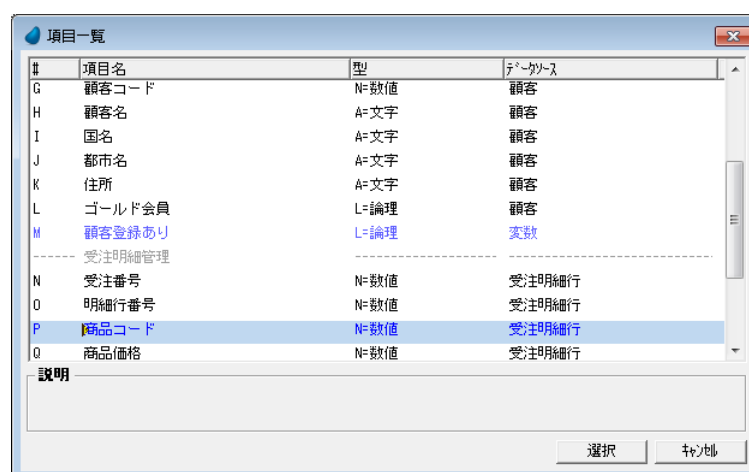 項目一覧
# 項目名 型 ﾃﾞｰﾀｿｰｽ
G 顧客コード N=数値 顧客
H 顧客名 A=文字 顧客
I 国名 A=文字 顧客
J 都市名 A=文字 顧客
K 住所 A=文字 顧客
L ゴールド会員 L=論理 顧客
M 顧客登録あり L=論理 変数
受注明細管理
N 受注番号 N=数値 受注明細行
O 明細行番号 N=数値 受注明細行
P 商品コード N=数値 受注明細行
Q 商品価格 N=数値 受注明細行
説明
選択 ｷｬﾝｾﾙ